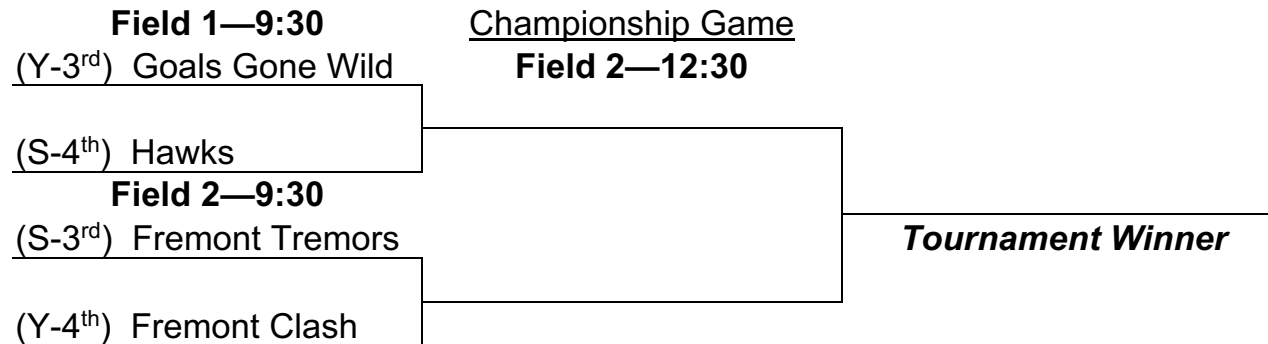 Field 1—9:30 Championship Game
(Y-3rd) Goals Gone Wild Field 2—12:30
(S-4th) Hawks
Field 2—9:30
(S-3rd) Fremont Tremors Tournament Winner
(Y-4th) Fremont Clash